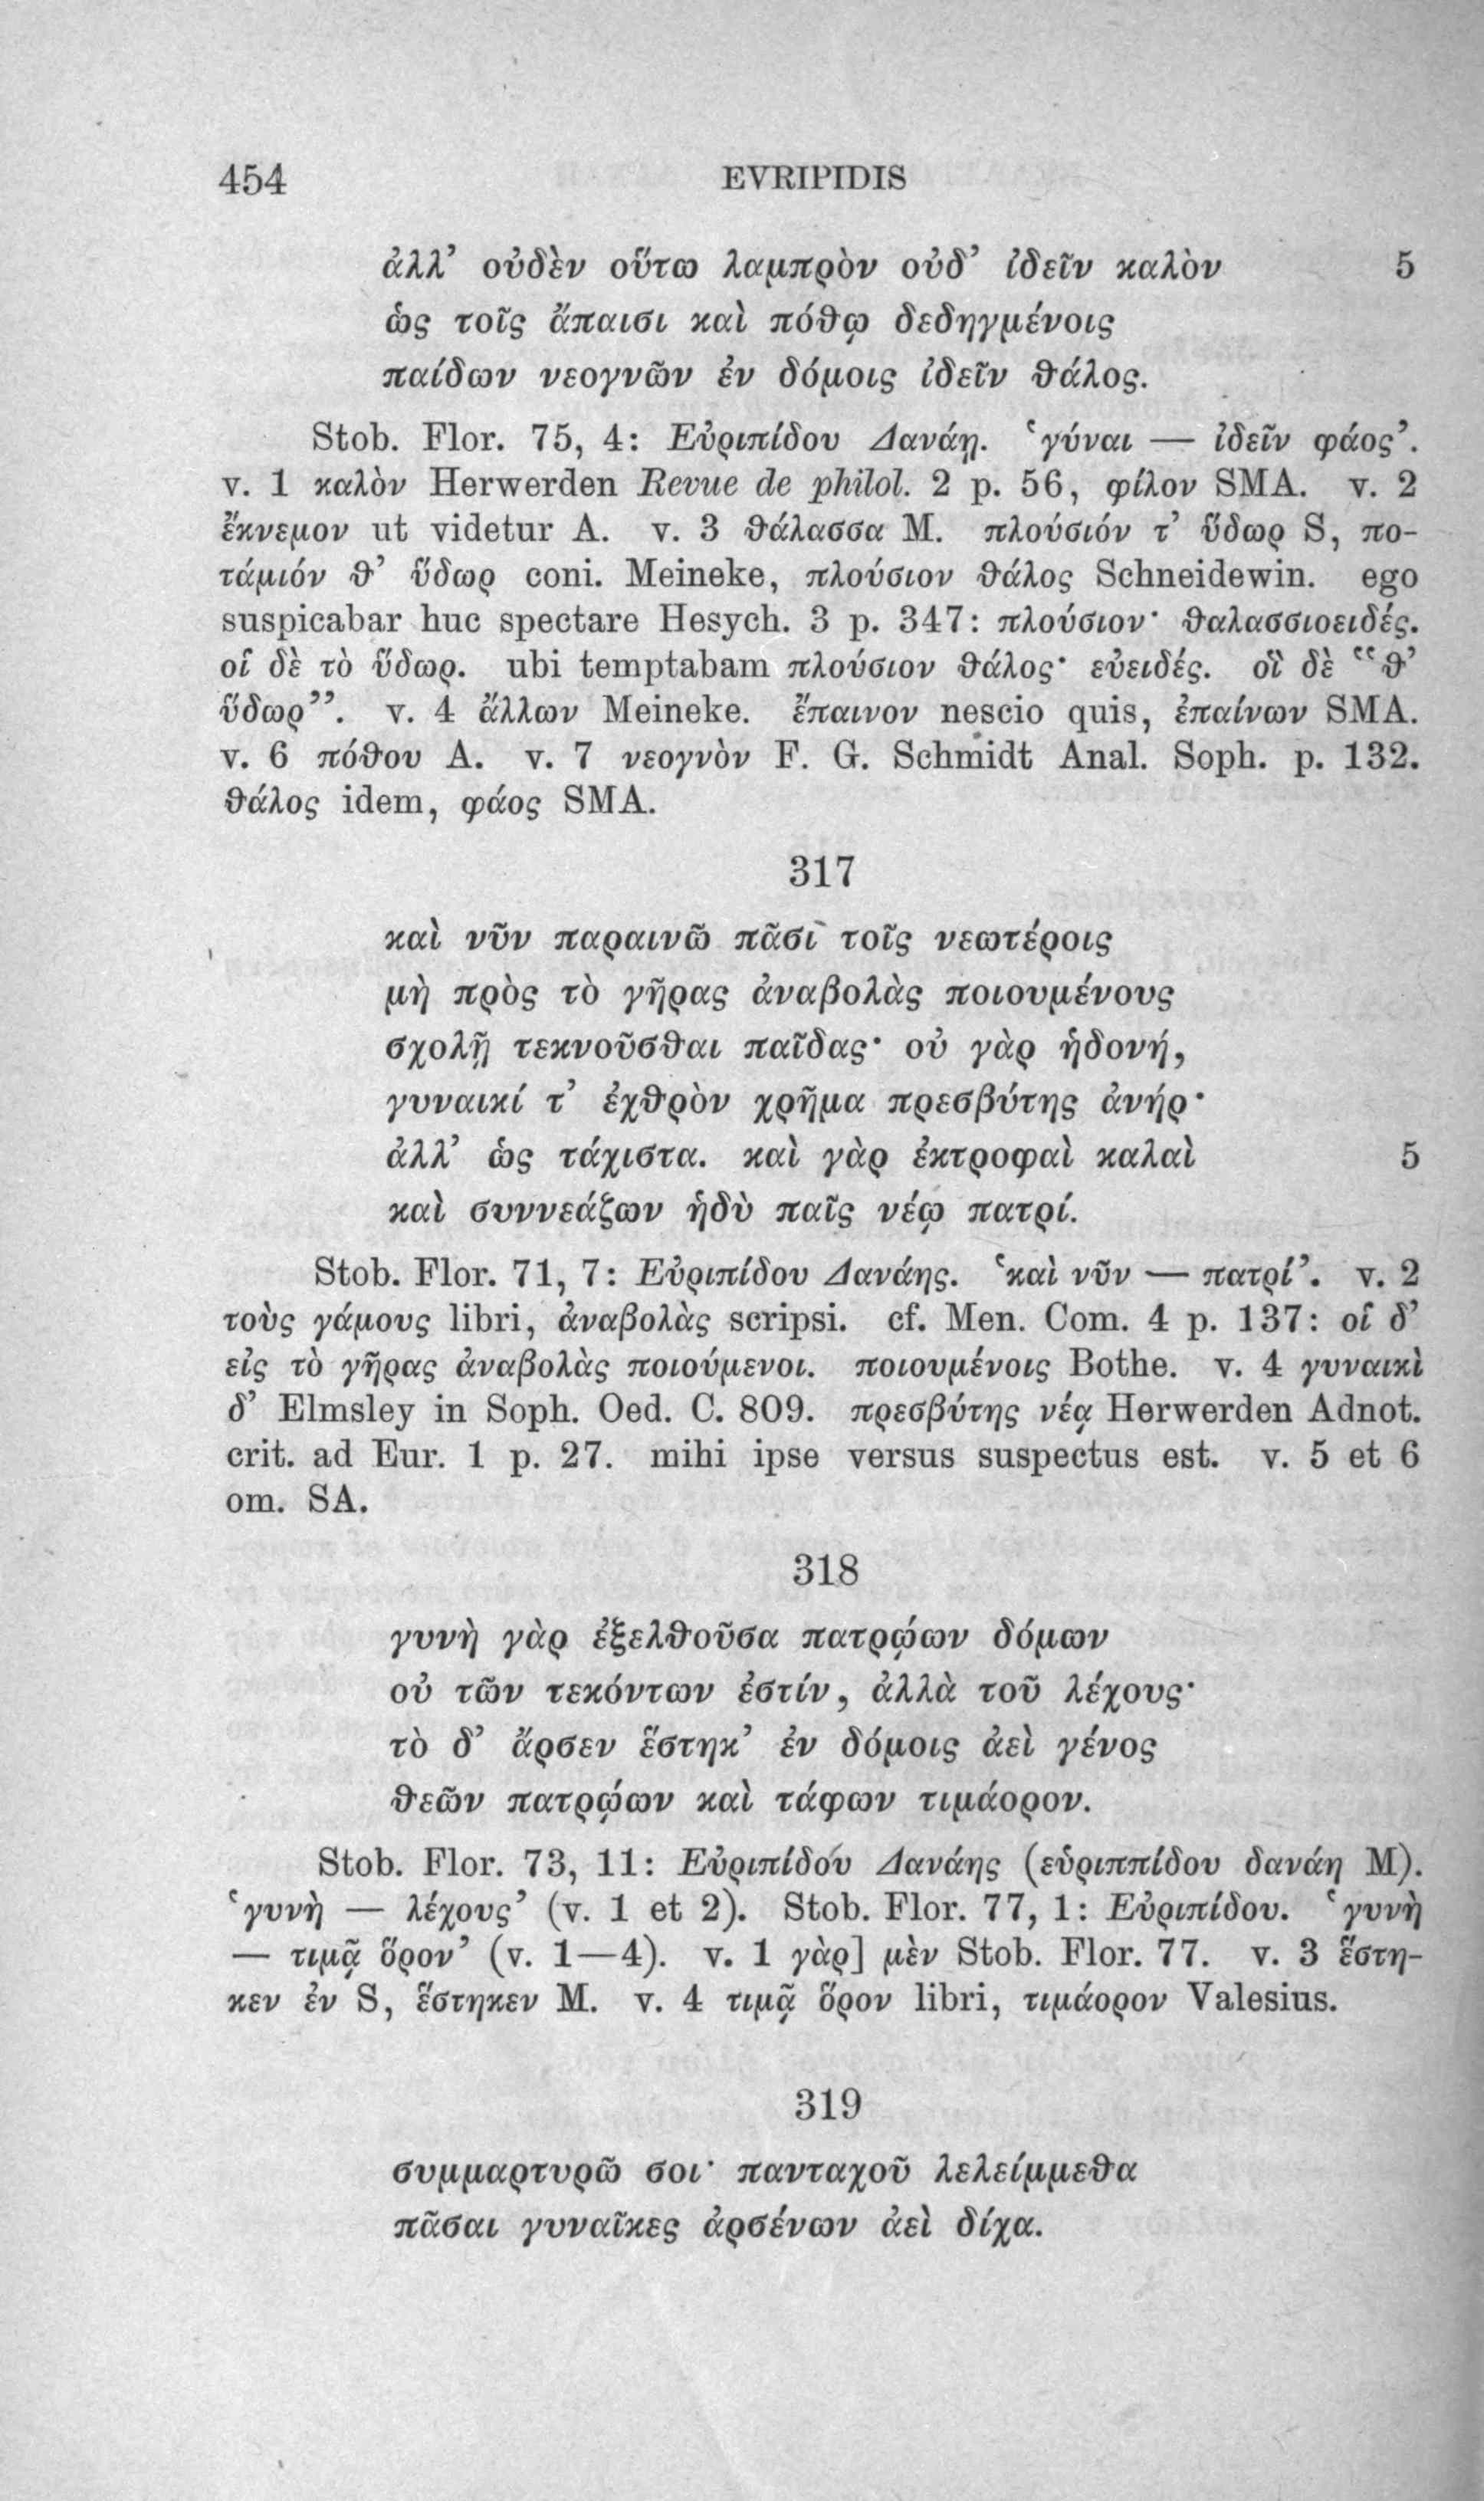 454 EVRIPIDIS
ἀλλ’ οὐδὲν οὕτω λαμπρὸν οὐδ’ ἰδεῖν καλὸν 5
ὡς τοῖς ἄπαισι καὶ πόθῳ δεδηγμένοις
παίδων νεογνῶν ἐν δόμοις ἰδεῖν θάλος.
Stob. Flor. 75, 4: Εὐριπίδου Δανάῃ. ‘γύναι — ἰδεῖν φάος’.
v. 1 καλὸν Herwerden Revue de philol. 2 p. 56, φίλον SMA. v. 2
ἔκνεμον ut videtur A. v. 3 θάλασσα M. πλούσιόν τ’ ὕδωρ S, πο-
τάμιόν θ’ ὕδωρ coni. Meineke, πλούσιον θάλος Schneidewin. ego
suspicabar huc spectare Hesych. 3 p. 347: πλούσιον· θαλασσιοειδές.
οἱ δὲ τὸ ὕδωρ. ubi temptabam πλούσιον θάλος· εὐειδές. οἳ δὲ “θ’
ὕδωρ”. v. 4 ἄλλων Meineke. ἔπαινον nescio quis, ἐπαίνων SMA.
v. 6 πόθου A. v. 7 νεογνὸν F. G. Schmidt Anal. Soph. p. 132.
θάλος idem, φάος SMA.
317
καὶ νῦν παραινῶ πᾶσι τοῖς νεωτέροις
μὴ πρὸς τὸ γῆρας ἀναβολὰς ποιουμένους
σχολῇ τεκνοῦσθαι παῖδας· οὐ γὰρ ἡδονή,
γυναικί τ’ ἐχθρὸν χρῆμα πρεσβύτης ἀνήρ·
ἀλλ’ ὡς τάχιστα. καὶ γὰρ ἐκτροφαὶ καλαὶ 5
καὶ συννεάζων ἡδὺ παῖς νέῳ πατρί.
Stob. Flor. 71, 7: Εὐριπίδου Δανάης. ‘καὶ νῦν — πατρί’. v. 2
τοὺς γάμους libri, ἀναβολὰς scripsi. cf. Men. Com. 4 p. 137: οἱ δ’
εἰς τὸ γῆρας ἀναβολὰς ποιούμενοι. ποιουμένοις Bothe. v. 4 γυναικὶ
δ’ Elmsley in Soph. Oed. C. 809. πρεσβύτης νέᾳ Herwerden Adnot.
crit. ad Eur. 1 p. 27. mihi ipse versus suspectus est. v. 5 et 6
om. SA.
318
γυνὴ γὰρ ἐξελθοῦσα πατρῴων δόμων
οὐ τῶν τεκόντων ἐστίν, ἀλλὰ τοῦ λέχους·
τὸ δ’ ἄρσεν ἕστηκ’ ἐν δόμοις ἀεὶ γένος
θεῶν πατρῴων καὶ τάφων τιμάορον.
Stob. Flor. 73, 11: Εὐριπίδου Δανάης (εὑριππίδου δανάη M).
‘γυνὴ — λέχους’ (v. 1 et 2). Stob. Flor. 77, 1: Εὐριπίδου. ‘γυνὴ
— τιμᾷ ὅρον’ (v. 1—4). v. 1 γὰρ] μὲν Stob. Flor. 77. v. 3 ἕστη-
κεν ἐν S, ἕστηκεν M. v. 4 τιμᾷ ὅρον libri, τιμάορον Valesius.
319
συμμαρτυρῶ σοι· πανταχοῦ λελείμμεθα
πᾶσαι γυναῖκες ἀρσένων ἀεὶ δίχα.